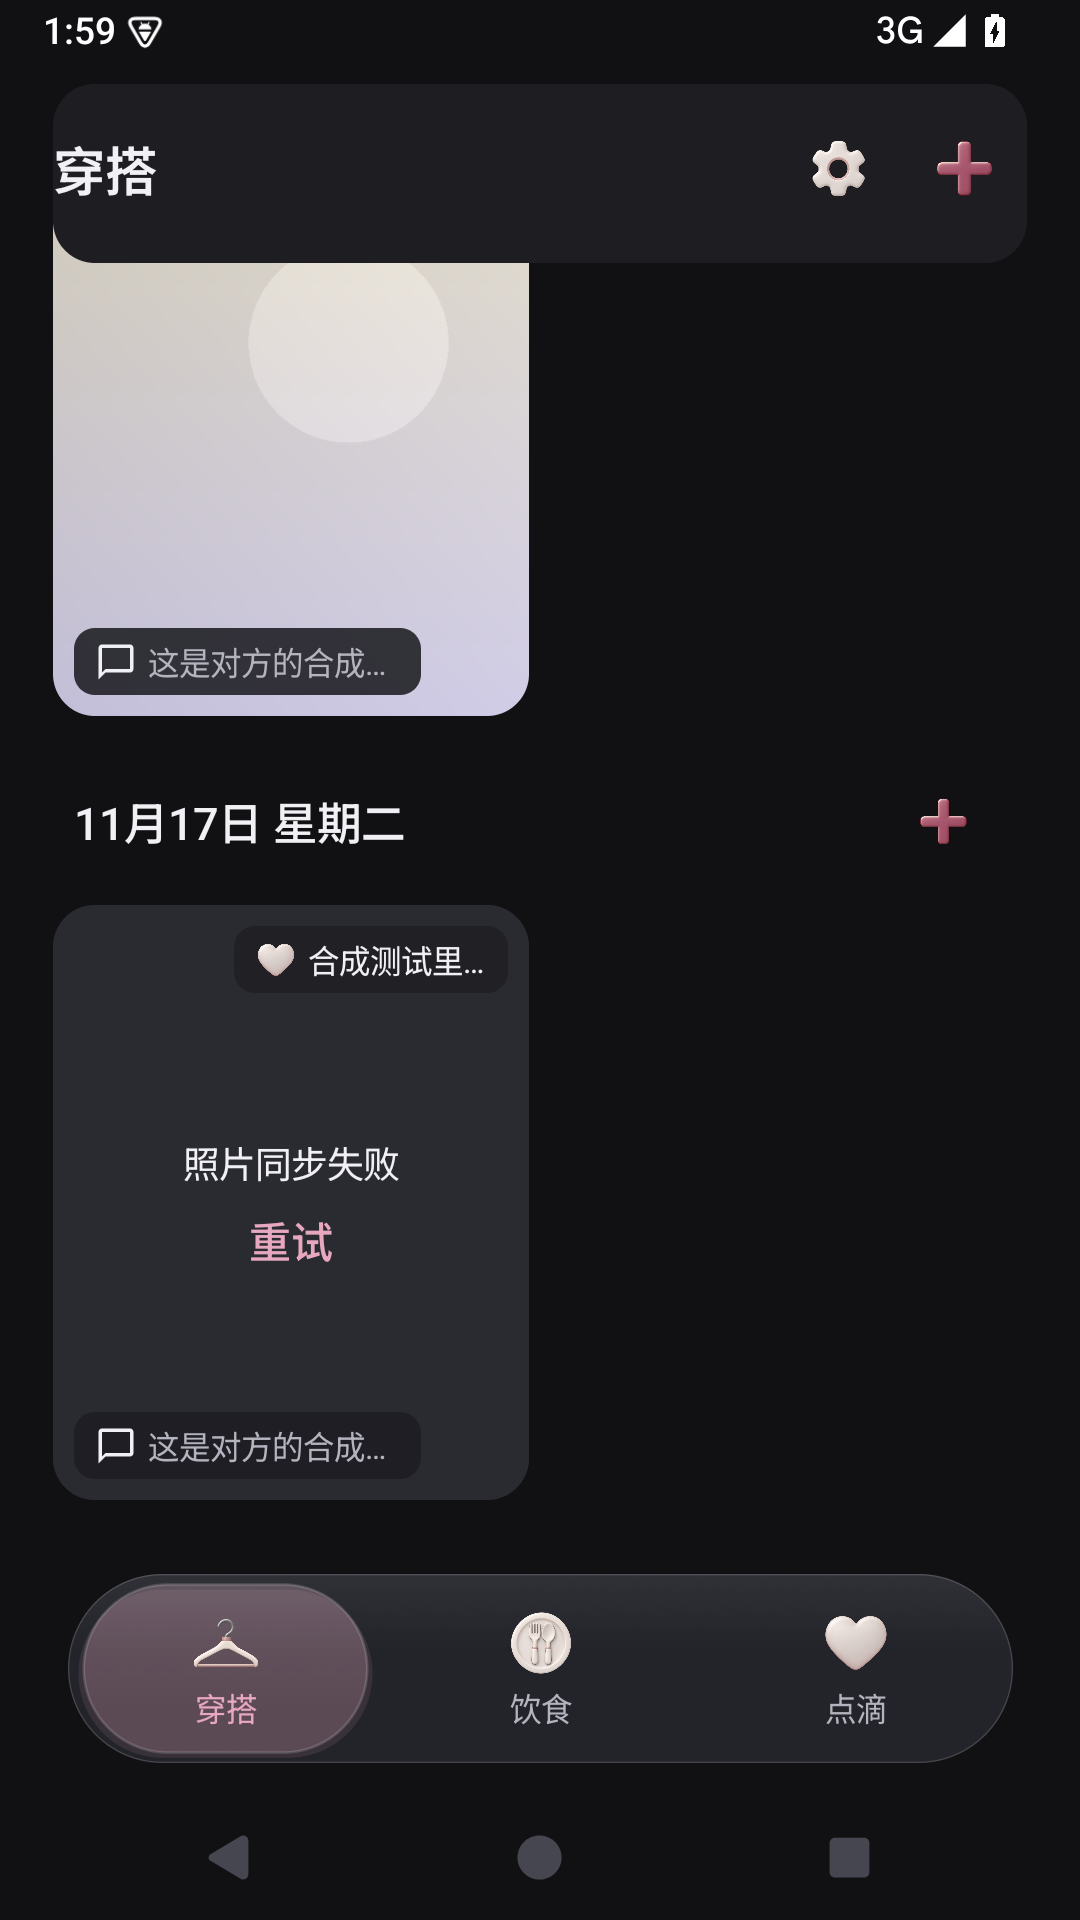 1:59
3G
穿搭
这是对方的合成...
11月17日 星期二
合成测试里...
照片同步失败
重试
这是对方的合成...
穿搭
饮食
点滴